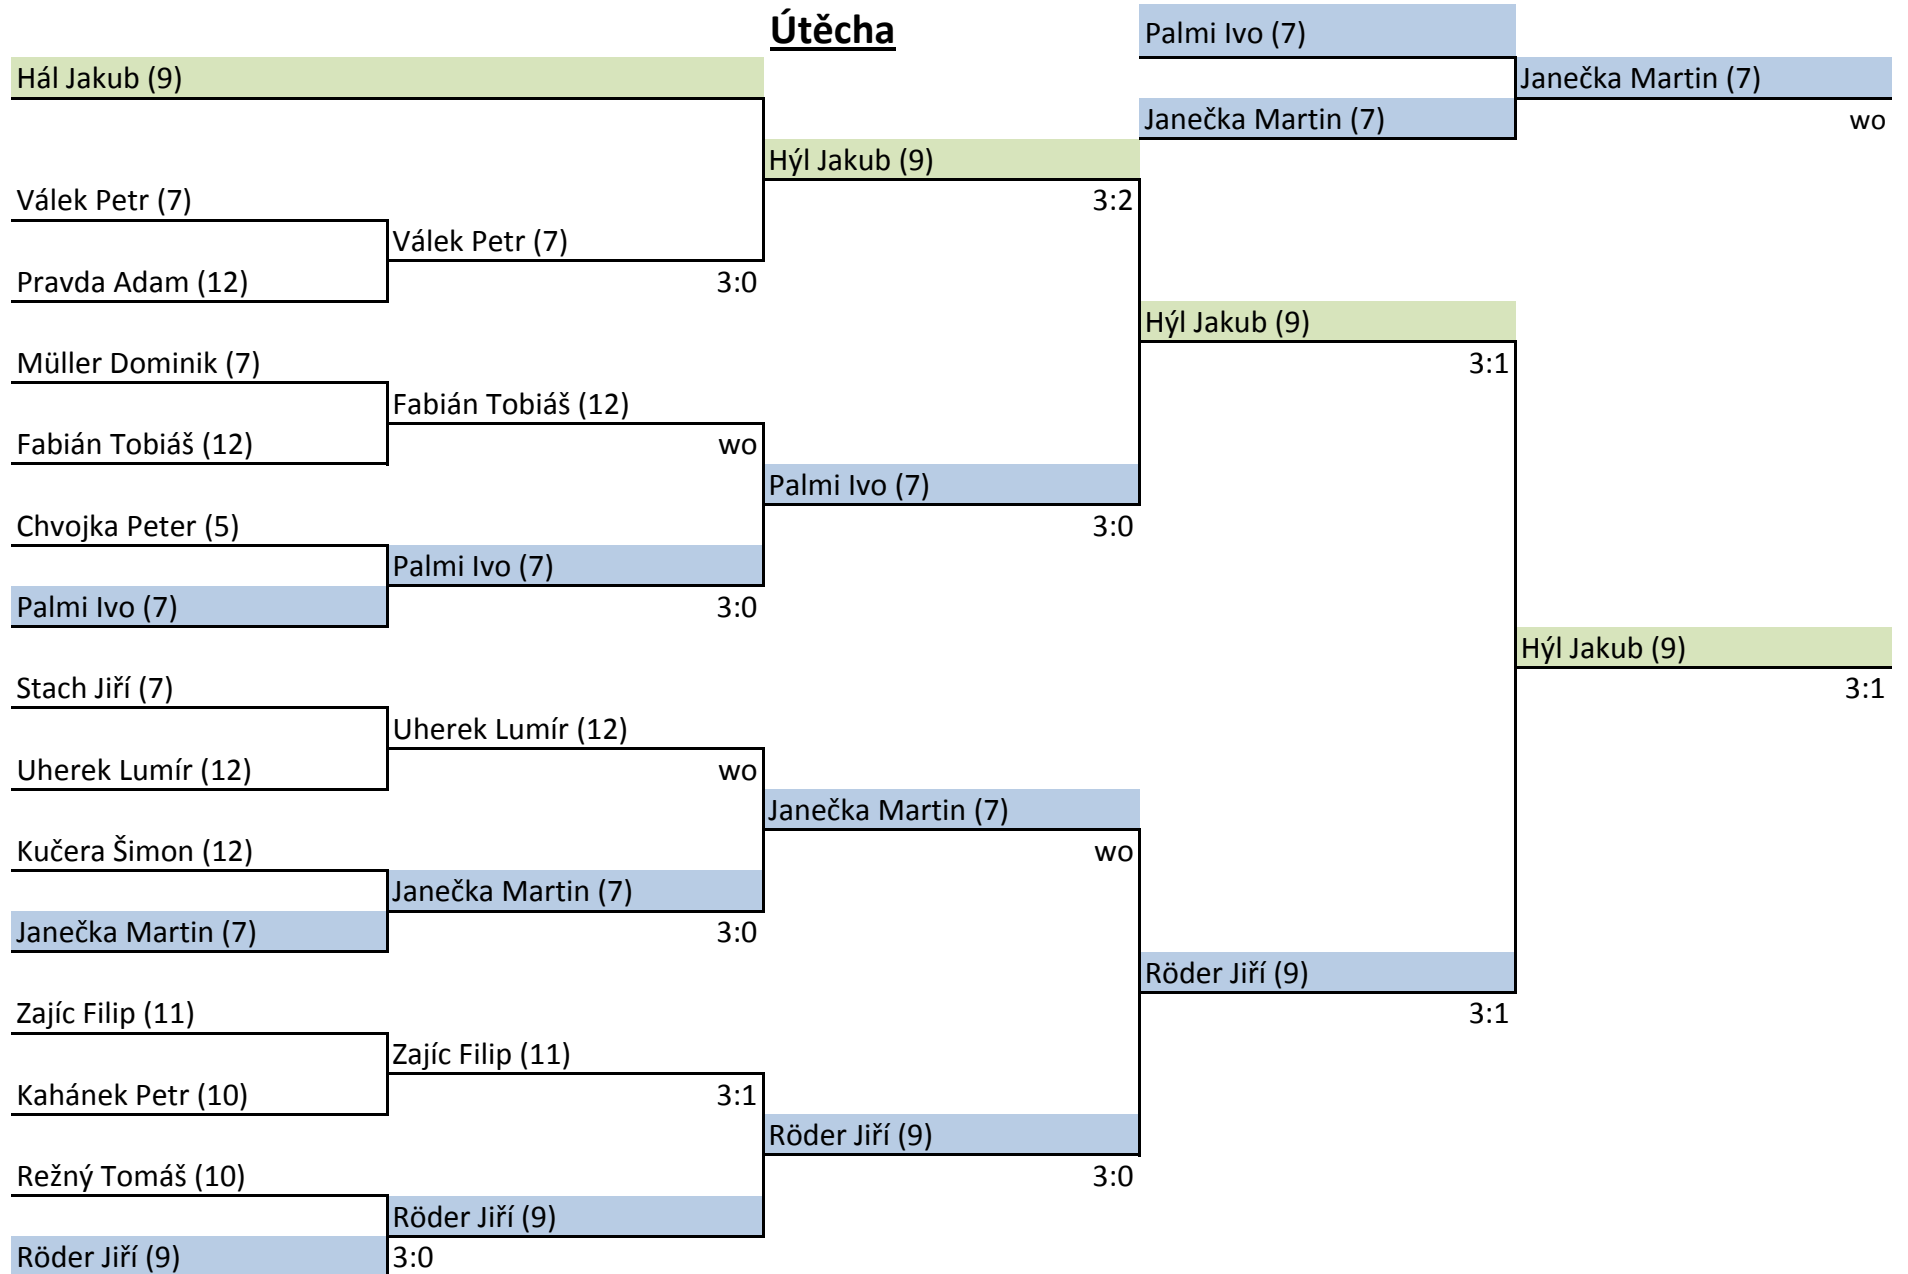 Útěcha
Palmi Ivo (7)
Hál Jakub (9)
Janečka Martin (7)
Janečka Martin (7)
wo
Hýl Jakub (9)
Válek Petr (7)
3:2
Válek Petr (7)
Pravda Adam (12)
3:0
Hýl Jakub (9)
Müller Dominik (7)
3:1
Fabián Tobiáš (12)
Fabián Tobiáš (12)
wo
Palmi Ivo (7)
Chvojka Peter (5)
3:0
Palmi Ivo (7)
Palmi Ivo (7)
3:0
Hýl Jakub (9)
Stach Jiří (7)
3:1
Uherek Lumír (12)
Uherek Lumír (12)
wo
Janečka Martin (7)
Kučera Šimon (12)
wo
Janečka Martin (7)
Janečka Martin (7)
3:0
Röder Jiří (9)
Zajíc Filip (11)
3:1
Zajíc Filip (11)
Kahánek Petr (10)
3:1
Röder Jiří (9)
Režný Tomáš (10)
3:0
Röder Jiří (9)
Röder Jiří (9)
3:0